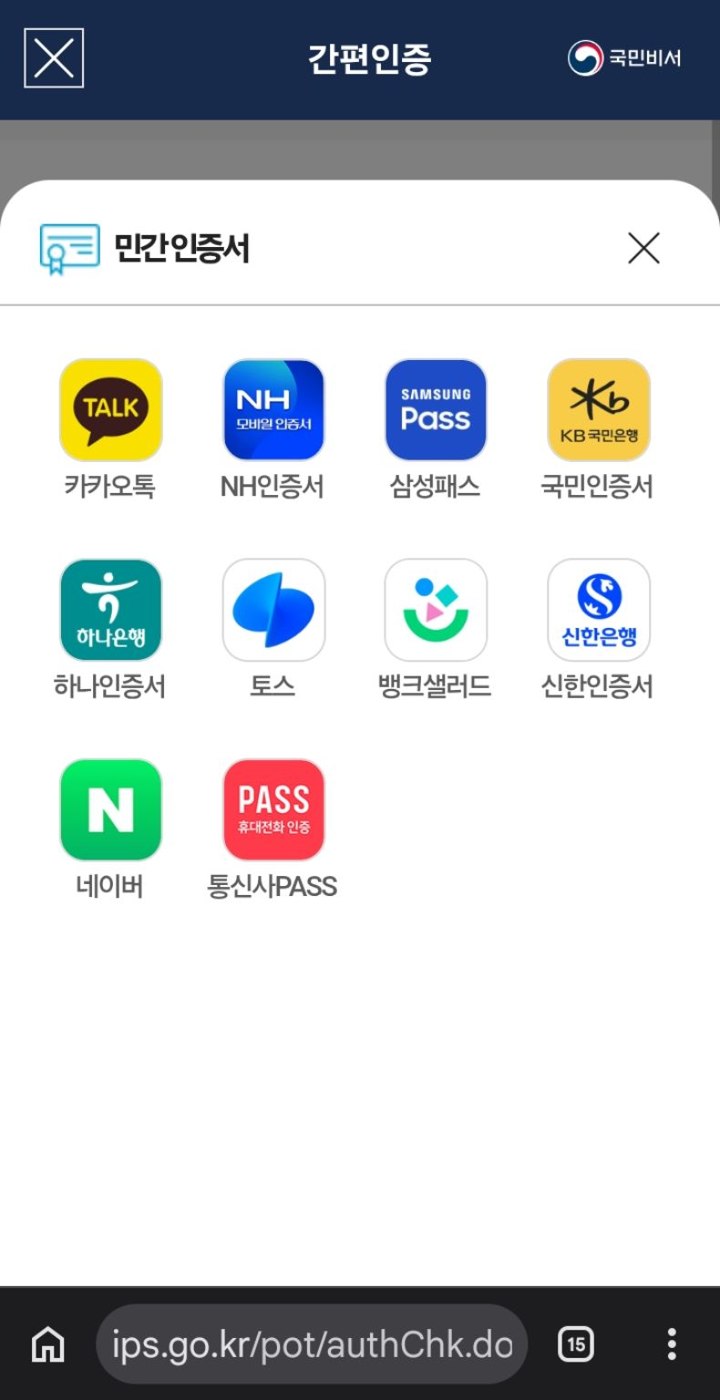 간편인증
국민비서
민간인증서
TALK
NH
모바일 인증서
SAMSUNG
Pass
Kb
KB 국민은행
카카오톡
NH인증서
삼성패스
국민인증서
하나은행
신한은행
하나인증서
토스
뱅크샐러드
신한인증서
N
PASS
휴대전화 인증
네이버
통신사PASS
ips.go.kr/pot/authChk.do
15